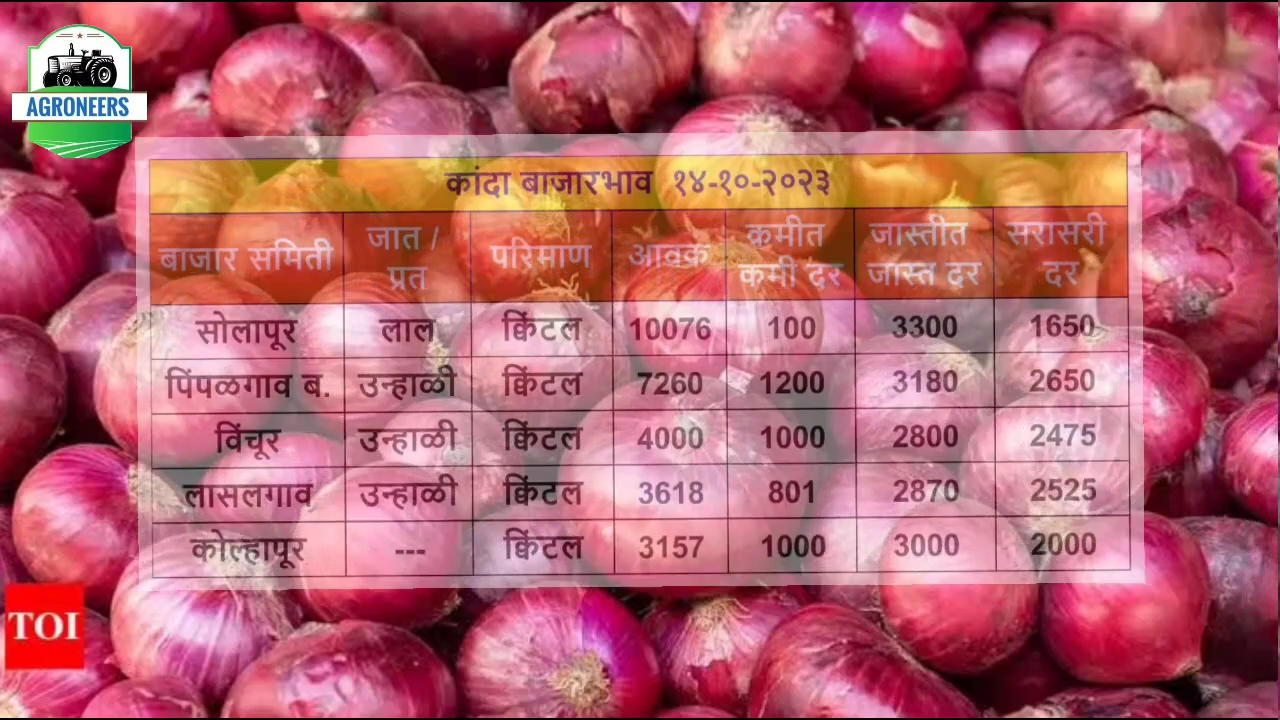 AGRONEERS
कांदा बाजारभाव १४-१०-२०२३
बाजार समिती जात / प्रत परिमाण आवक कमीत कमी दर जास्तीत जास्त दर सरासरी दर
सोलापूर लाल क्विंटल 10076 100 3300 1650
पिंपळगाव ब. उन्हाळी क्विंटल 7260 1200 3180 2650
विंचूर उन्हाळी क्विंटल 4000 1000 2800 2475
लासलगाव उन्हाळी क्विंटल 3618 801 2870 2525
कोल्हापूर --- क्विंटल 3157 1000 3000 2000
TOI